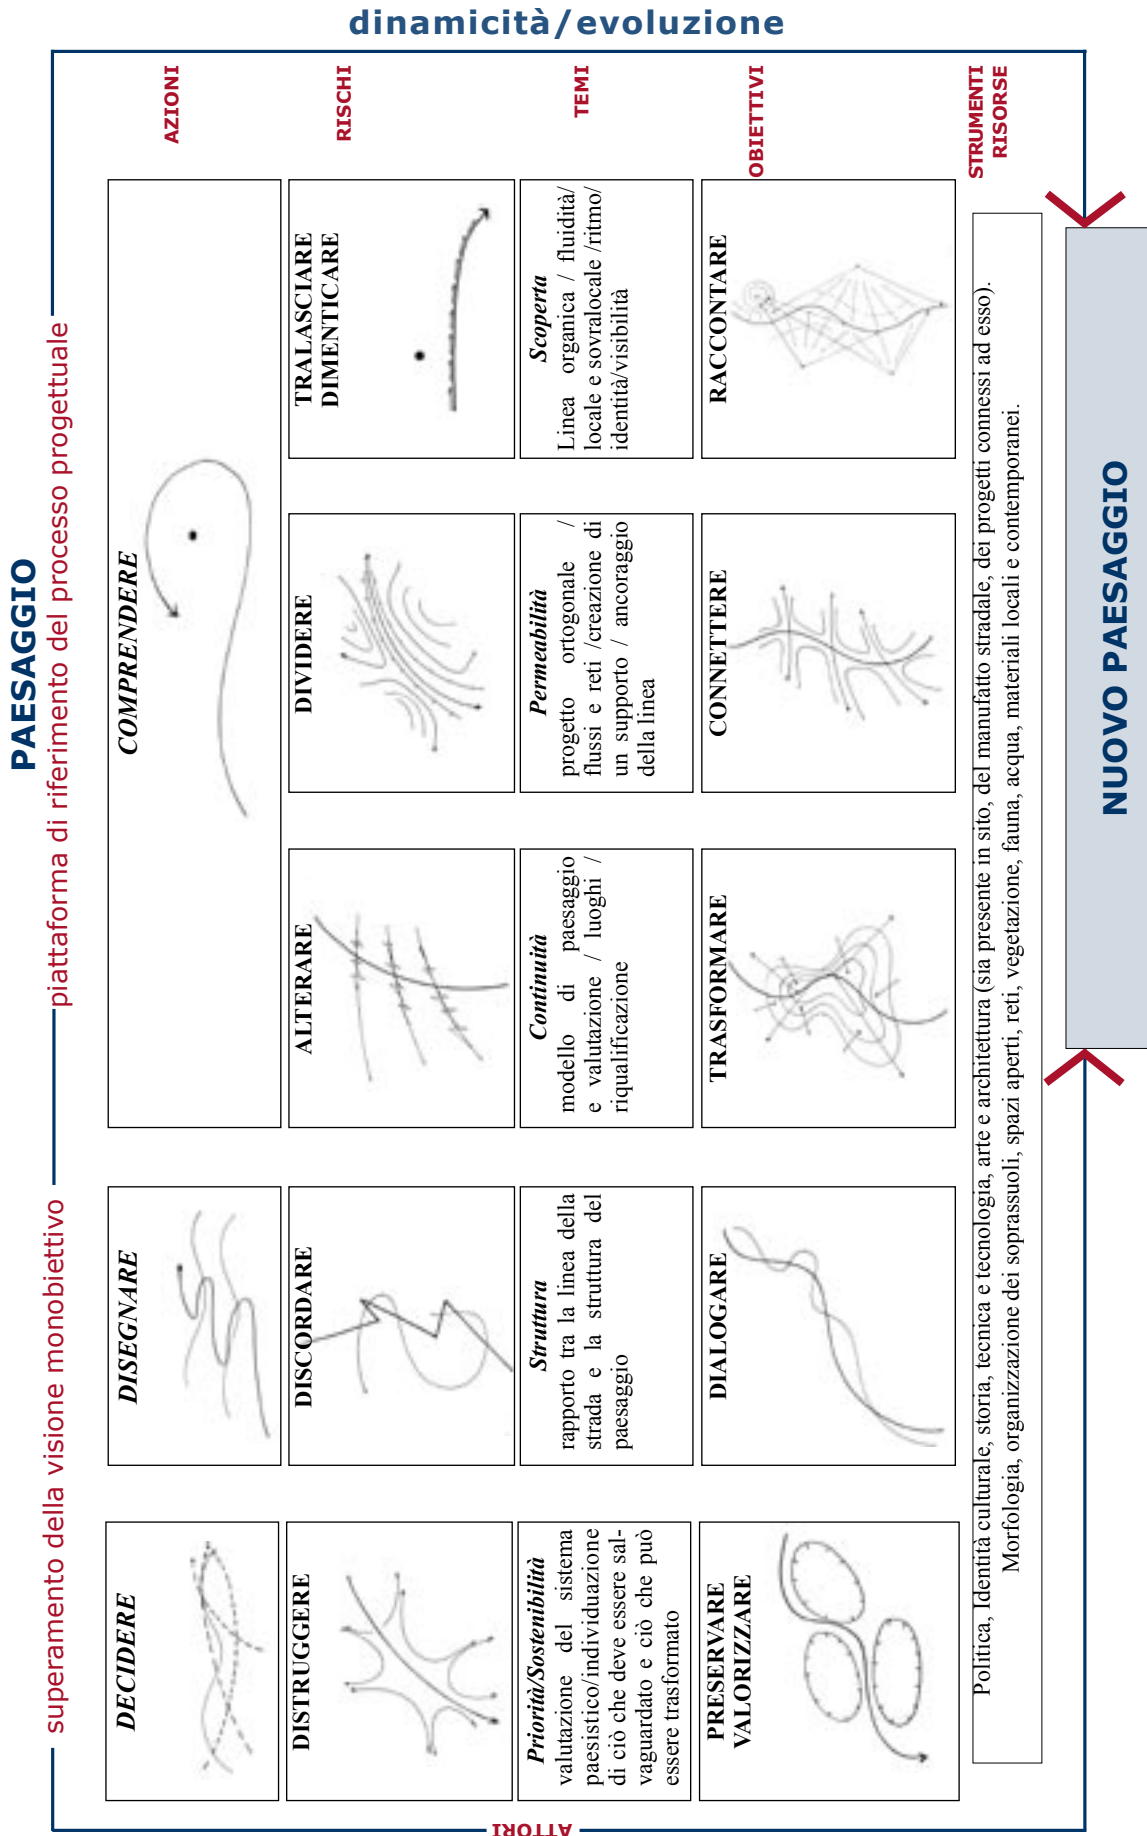 dinamicità/evoluzione
PAESAGGIO
superamento della visione monobiettivo
piattaforma di riferimento del processo progettuale
ATTORI
AZIONI
DECIDERE
DISEGNARE
COMPRENDERE
RISCHI
DISTRUGGERE
DISCORDARE
ALTERARE
DIVIDERE
TRALASCIARE
DIMENTICARE
TEMI
Priorità/Sostenibilità
valutazione del sistema
paesistico/individuazione
di ciò che deve essere sal-
vaguardato e ciò che può
essere trasformato
Struttura
rapporto tra la linea della
strada e la struttura del
paesaggio
Continuità
modello di paesaggio
e valutazione / luoghi /
riqualificazione
Permeabilità
progetto ortogonale /
flussi e reti /creazione di
un supporto / ancoraggio
della linea
Scoperta
Linea organica / fluidità/
locale e sovralocale /ritmo/
identità/visibilità
OBIETTIVI
PRESERVARE
VALORIZZARE
DIALOGARE
TRASFORMARE
CONNETTERE
RACCONTARE
STRUMENTI
RISORSE
Politica, Identità culturale, storia, tecnica e tecnologia, arte e architettura (sia presente in sito, del manufatto stradale, dei progetti connessi ad esso).
Morfologia, organizzazione dei soprassuoli, spazi aperti, reti, vegetazione, fauna, acqua, materiali locali e contemporanei.
NUOVO PAESAGGIO